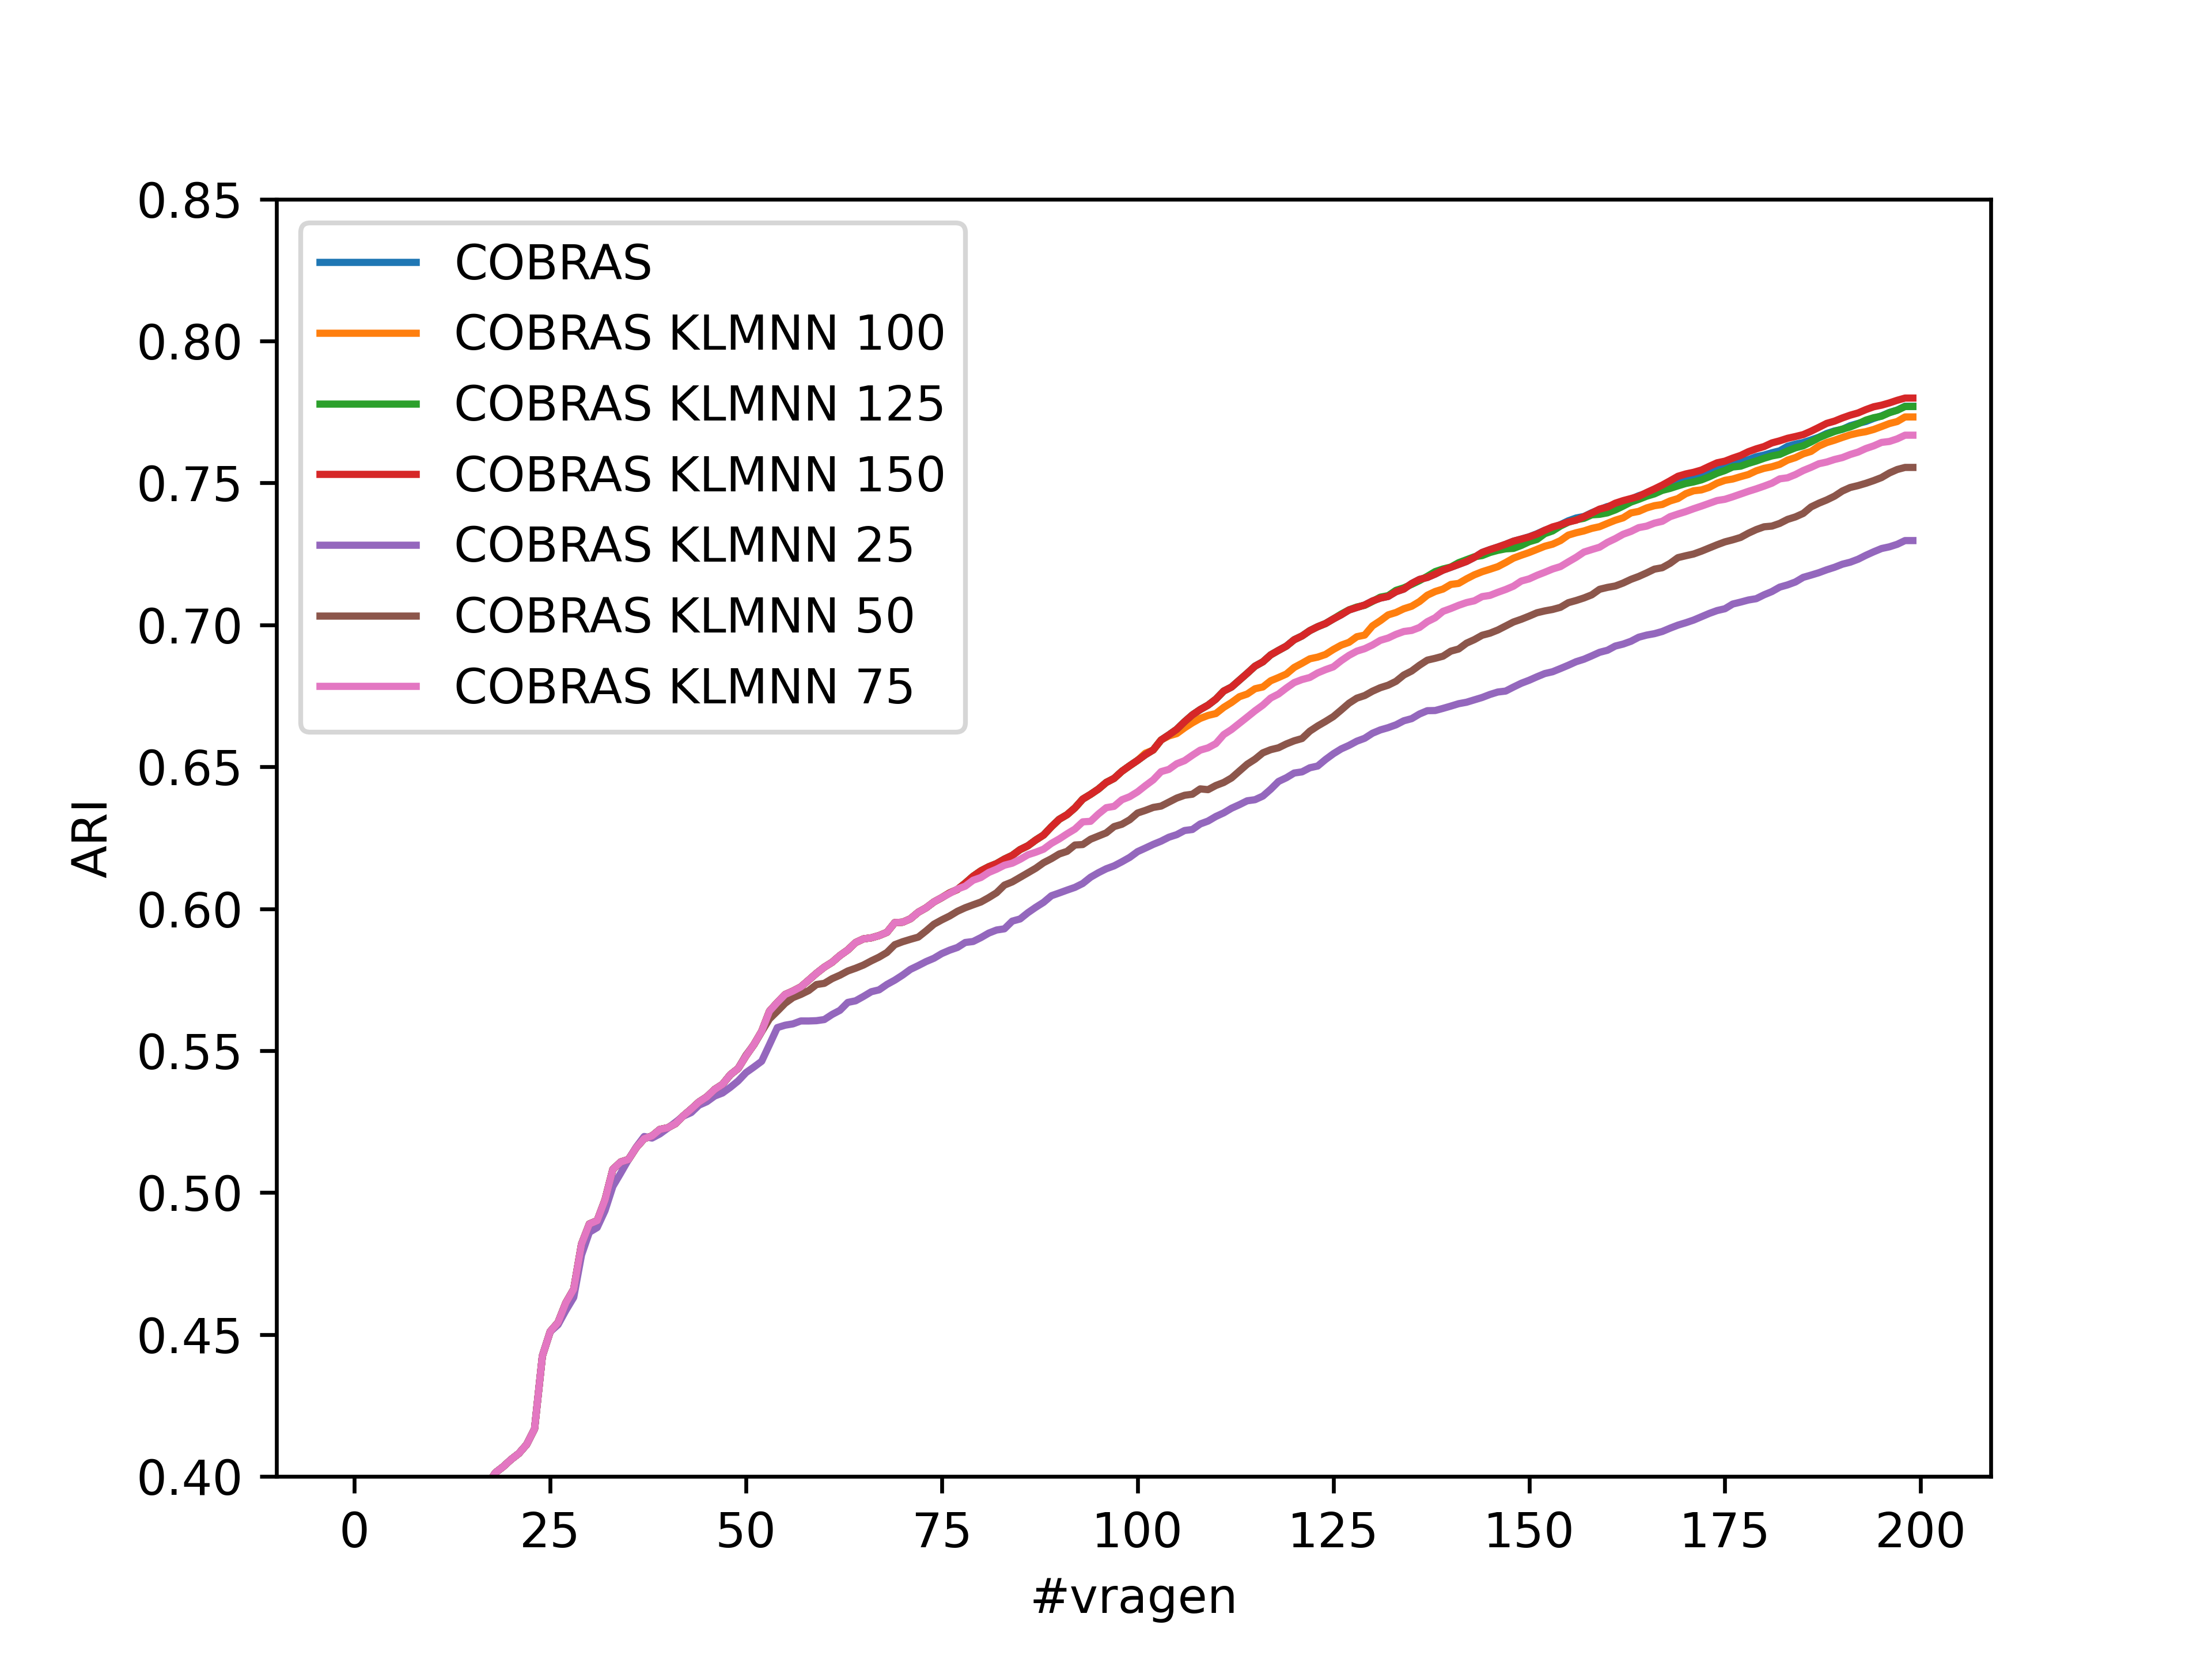 0.85
0.80
0.75
0.70
0.65
0.60
0.55
0.50
0.45
0.40
ARI
COBRAS
COBRAS KLMNN 100
COBRAS KLMNN 125
COBRAS KLMNN 150
COBRAS KLMNN 25
COBRAS KLMNN 50
COBRAS KLMNN 75
0 25 50 75 100 125 150 175 200
#vragen